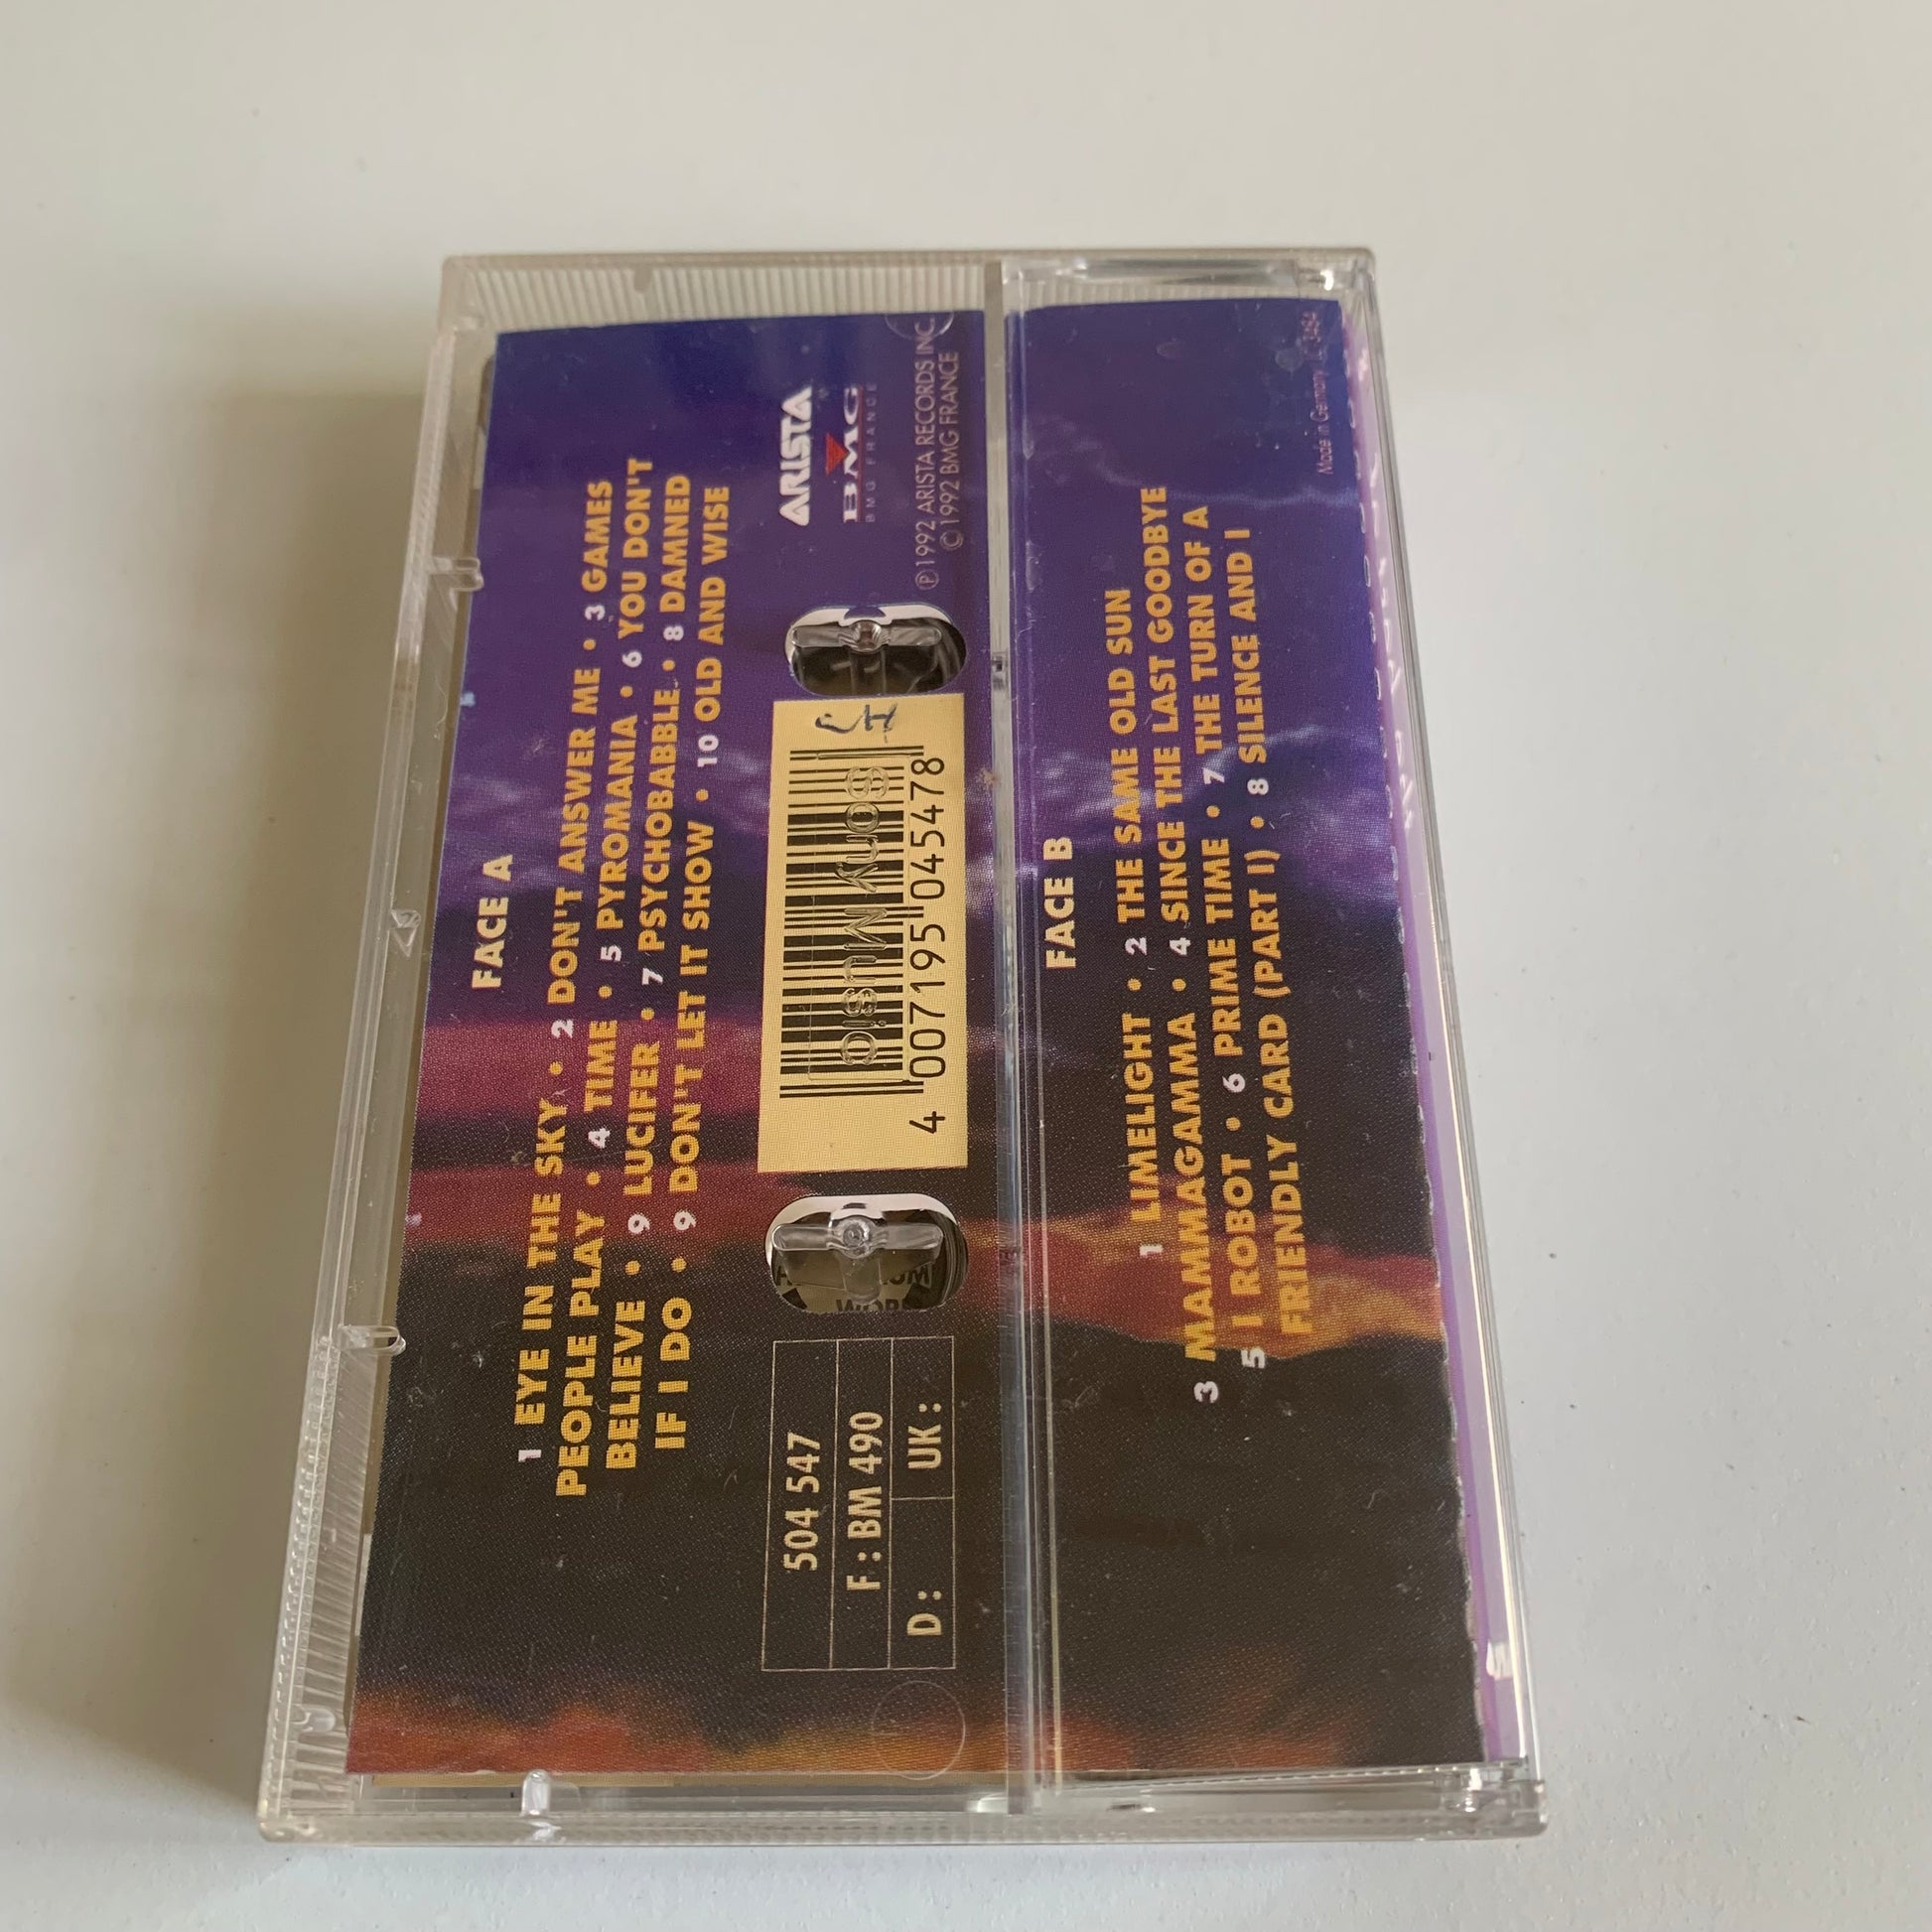 FACE A
1 EYE IN THE SKY • 2 DON'T ANSWER ME • 3 GAMES
PEOPLE PLAY • 4 TIME • 5 PYROMANIA • 6 YOU DON'T
BELIEVE • 9 LUCIFER • 7 PSYCHOBABBLE • 8 DAMNED
IF I DO • 9 DON'T LET IT SHOW • 10 OLD AND WISE
504 547
F : BM 490
D : UK :
Sony Music
4 007195 045478
ARISTA
BMG
BMG FRANCE
℗ 1992 ARISTA RECORDS INC.
© 1992 BMG FRANCE
FACE B
1 LIMELIGHT • 2 THE SAME OLD SUN
3 MAMMAGAMMA • 4 SINCE THE LAST GOODBYE
5 I ROBOT • 6 PRIME TIME • 7 THE TURN OF A
FRIENDLY CARD (PART II) • 8 SILENCE AND I
Made in Germany